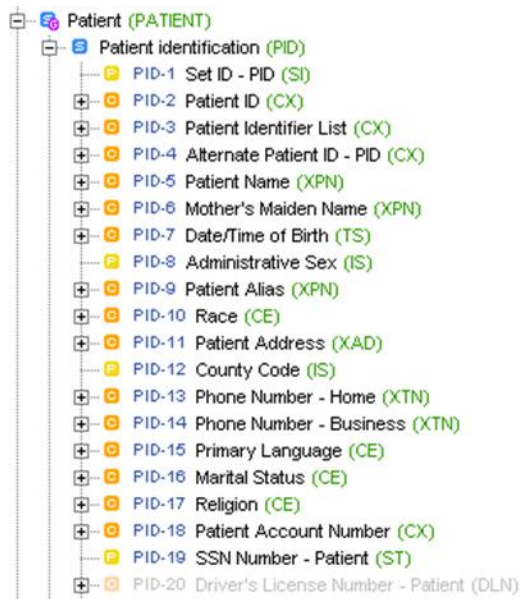 Patient (PATIENT)
Patient identification (PID)
PID-1 Set ID - PID (SI)
PID-2 Patient ID (CX)
PID-3 Patient Identifier List (CX)
PID-4 Alternate Patient ID - PID (CX)
PID-5 Patient Name (XPN)
PID-6 Mother's Maiden Name (XPN)
PID-7 Date/Time of Birth (TS)
PID-8 Administrative Sex (IS)
PID-9 Patient Alias (XPN)
PID-10 Race (CE)
PID-11 Patient Address (XAD)
PID-12 County Code (IS)
PID-13 Phone Number - Home (XTN)
PID-14 Phone Number - Business (XTN)
PID-15 Primary Language (CE)
PID-16 Marital Status (CE)
PID-17 Religion (CE)
PID-18 Patient Account Number (CX)
PID-19 SSN Number - Patient (ST)
PID-20 Driver's License Number - Patient (DLN)